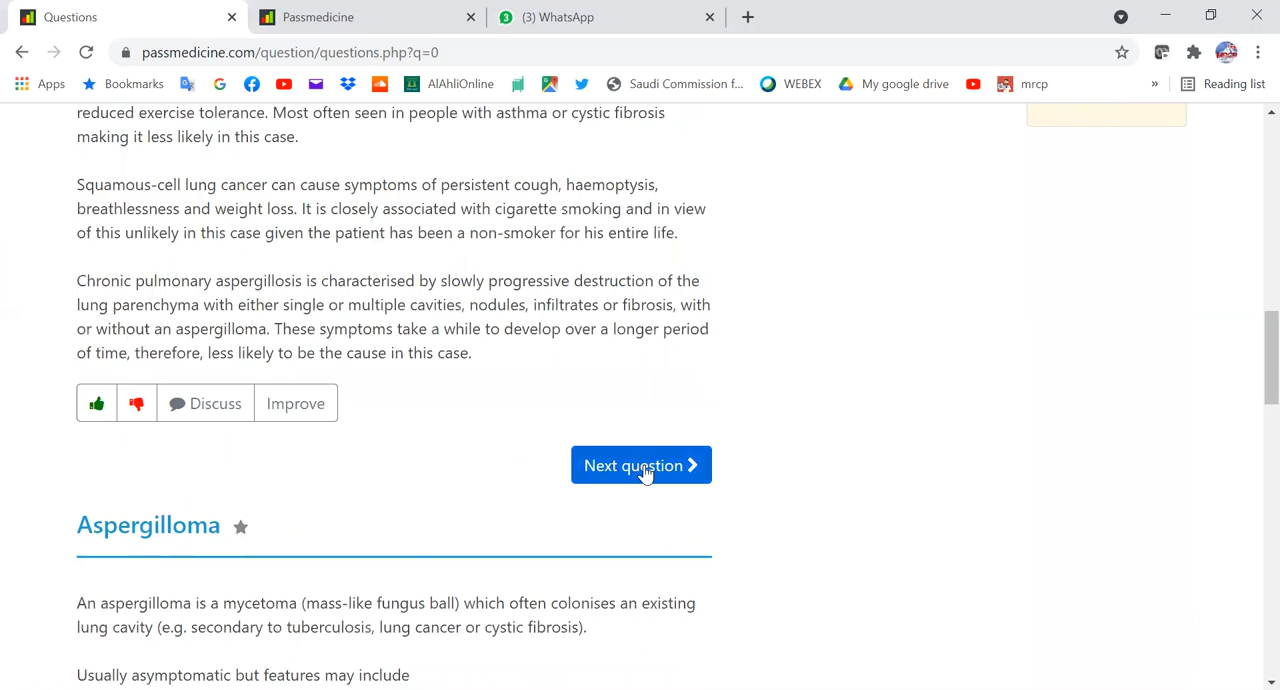 Questions
Passmedicine
(3) WhatsApp
passmedicine.com/question/questions.php?q=0
Apps
Bookmarks
AlAhliOnline
Saudi Commission f...
WEBEX
My google drive
mrcp
»
Reading list
reduced exercise tolerance. Most often seen in people with asthma or cystic fibrosis
making it less likely in this case.
Squamous-cell lung cancer can cause symptoms of persistent cough, haemoptysis,
breathlessness and weight loss. It is closely associated with cigarette smoking and in view
of this unlikely in this case given the patient has been a non-smoker for his entire life.
Chronic pulmonary aspergillosis is characterised by slowly progressive destruction of the
lung parenchyma with either single or multiple cavities, nodules, infiltrates or fibrosis, with
or without an aspergilloma. These symptoms take a while to develop over a longer period
of time, therefore, less likely to be the cause in this case.
Discuss
Improve
Next question
Aspergilloma
An aspergilloma is a mycetoma (mass-like fungus ball) which often colonises an existing
lung cavity (e.g. secondary to tuberculosis, lung cancer or cystic fibrosis).
Usually asymptomatic but features may include